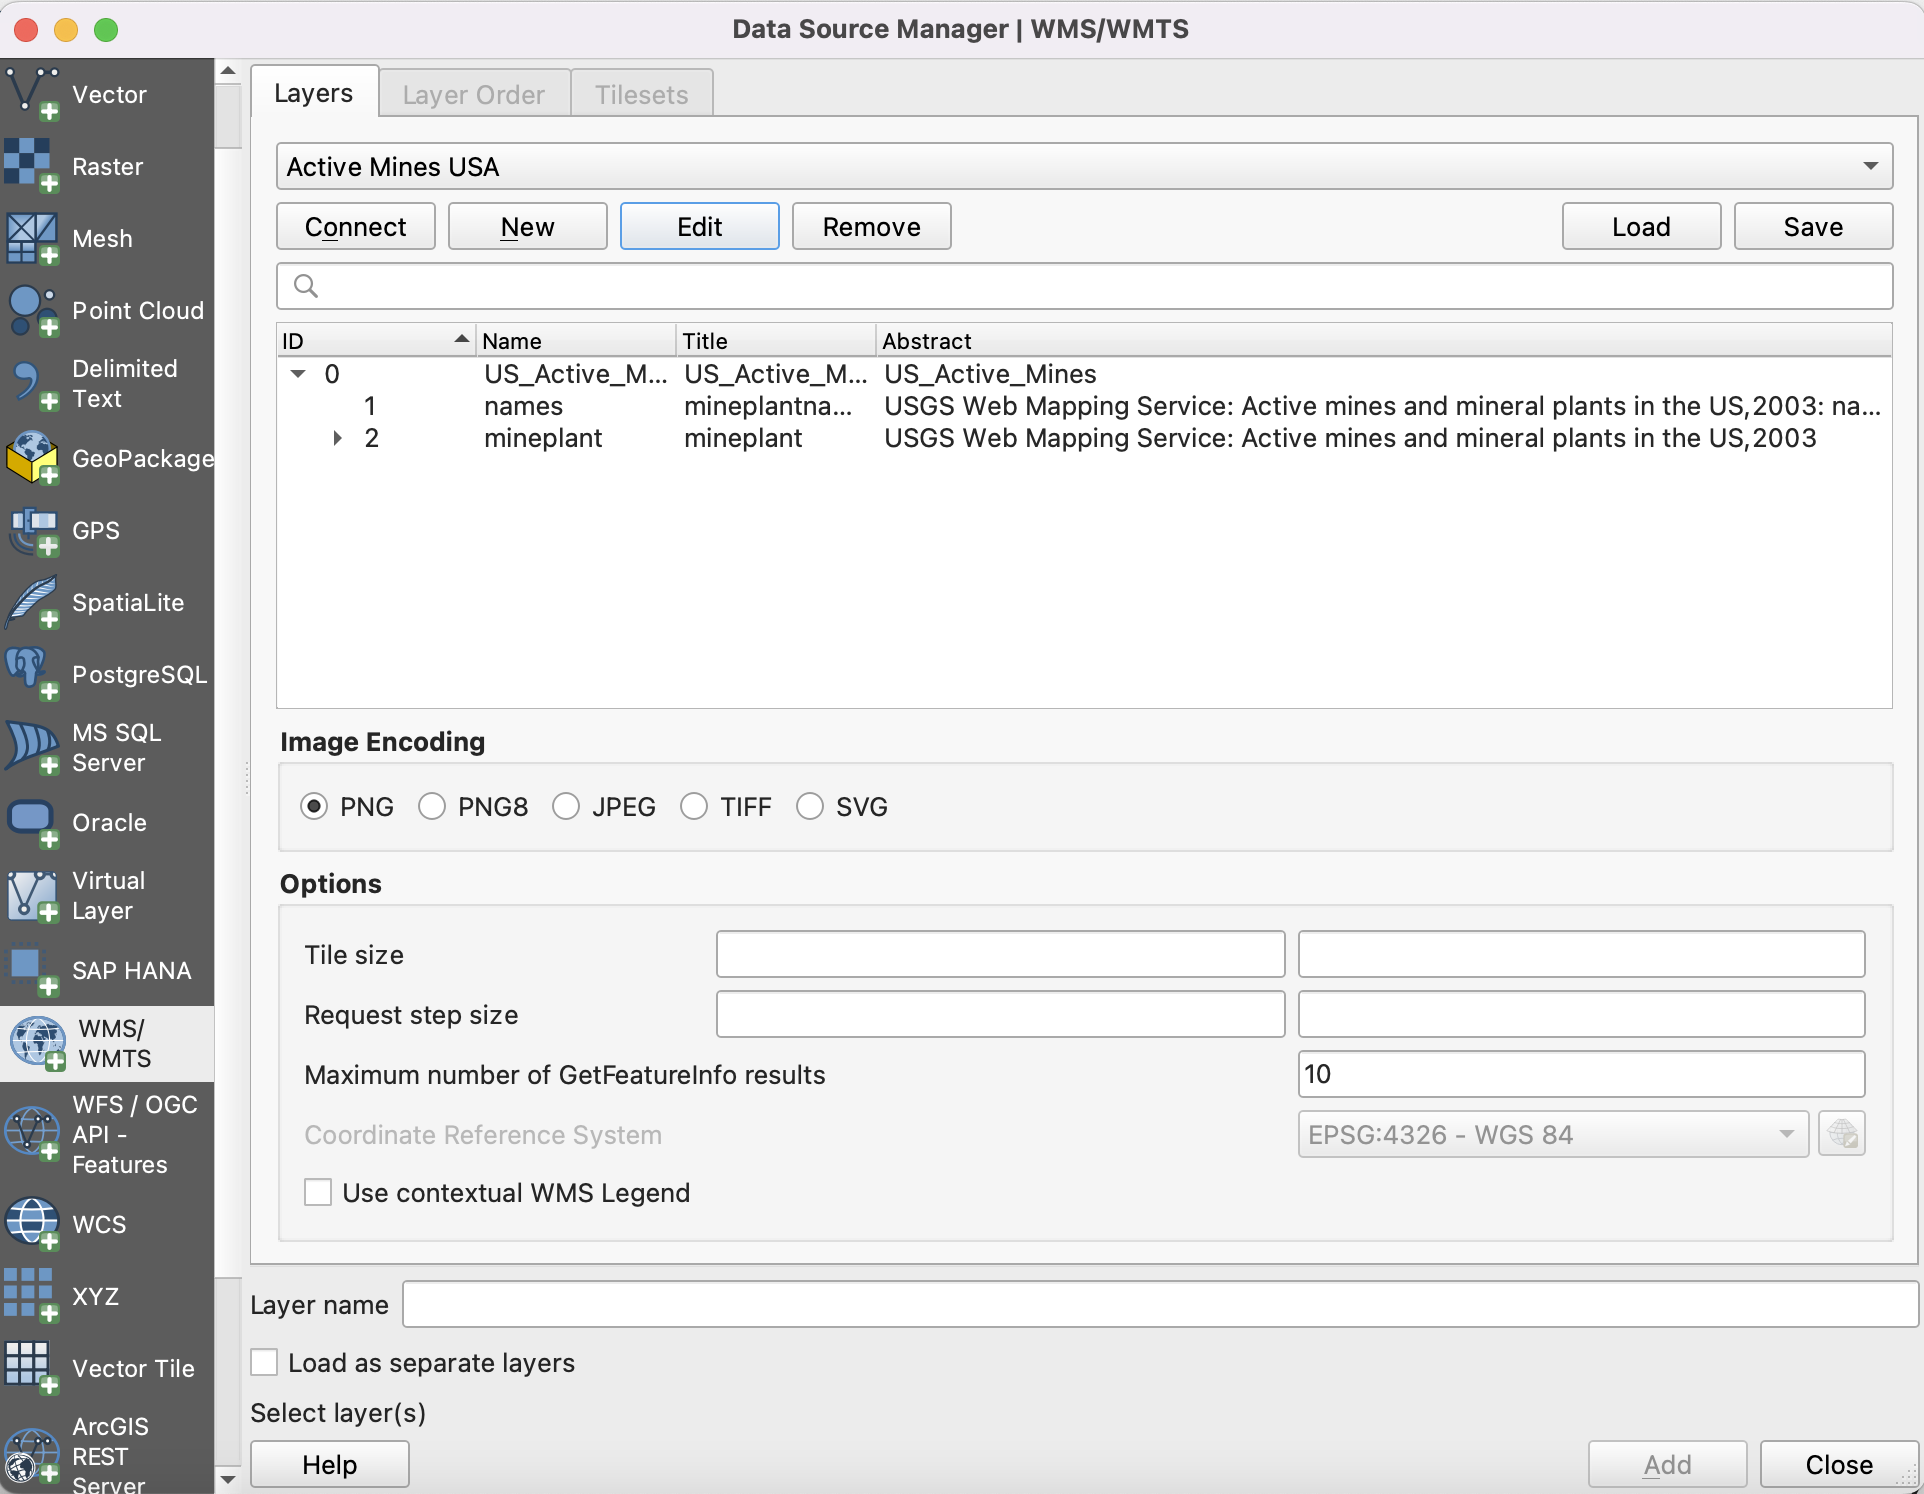 Data Source Manager | WMS/WMTS
Vector
Raster
Mesh
Point Cloud
Delimited
Text
GeoPackage
GPS
SpatiaLite
PostgreSQL
MS SQL
Server
Oracle
Virtual
Layer
SAP HANA
WMS/
WMTS
WFS / OGC
API -
Features
WCS
XYZ
Vector Tile
ArcGIS
REST
Server
Layers
Layer Order
Tilesets
Active Mines USA
Connect
New
Edit
Remove
Load
Save
ID Name Title Abstract
0 US_Active_M... US_Active_M... US_Active_Mines
1 names mineplantna... USGS Web Mapping Service: Active mines and mineral plants in the US,2003: na...
2 mineplant mineplant USGS Web Mapping Service: Active mines and mineral plants in the US,2003
Image Encoding
PNG PNG8 JPEG TIFF SVG
Options
Tile size
Request step size
Maximum number of GetFeatureInfo results 10
Coordinate Reference System EPSG:4326 - WGS 84
Use contextual WMS Legend
Layer name
Load as separate layers
Select layer(s)
Help
Add
Close